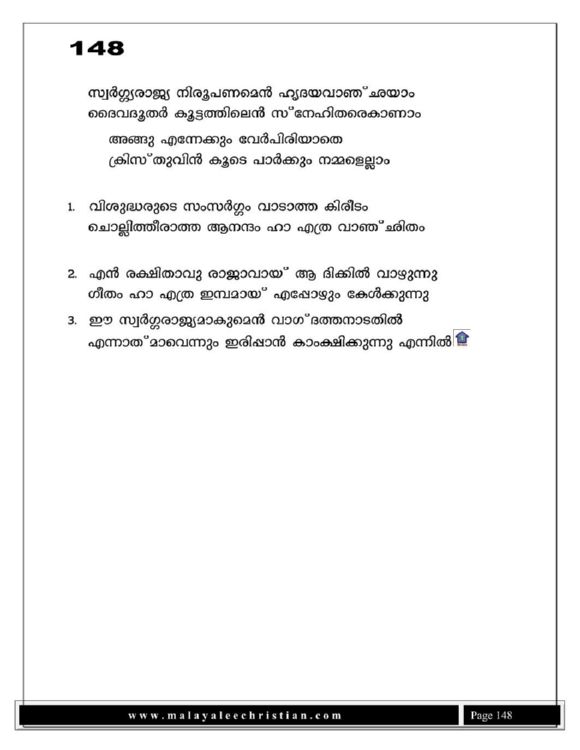 148
സ്വർഗ്ഗ്യരാജ്യ നിരൂപണമെൻ ഹൃദയവാഞ്ഛയാം
ദൈവദൂതർ കൂട്ടത്തിലെൻ സ്നേഹിതരെകാണാം
അങ്ങു എന്നേക്കും വേർപിരിയാതെ
ക്രിസ്തുവിൻ കൂടെ പാർക്കും നമ്മളെല്ലാം
1. വിശുദ്ധരുടെ സംസർഗ്ഗം വാടാത്ത കിരീടം
ചൊല്ലിത്തീരാത്ത ആനന്ദം ഹാ എത്ര വാഞ്ഛിതം
2. എൻ രക്ഷിതാവു രാജാവായ് ആ ദിക്കിൽ വാഴുന്നു
ഗീതം ഹാ എത്ര ഇമ്പമായ് എപ്പോഴും കേൾക്കുന്നു
3. ഈ സ്വർഗ്ഗരാജ്യമാകുമെൻ വാഗ്ദത്തനാടതിൽ
എന്നാത്മാവെന്നും ഇരിപ്പാൻ കാംക്ഷിക്കുന്നു എന്നിൽ
www.malayaleechristian.com
Page 148